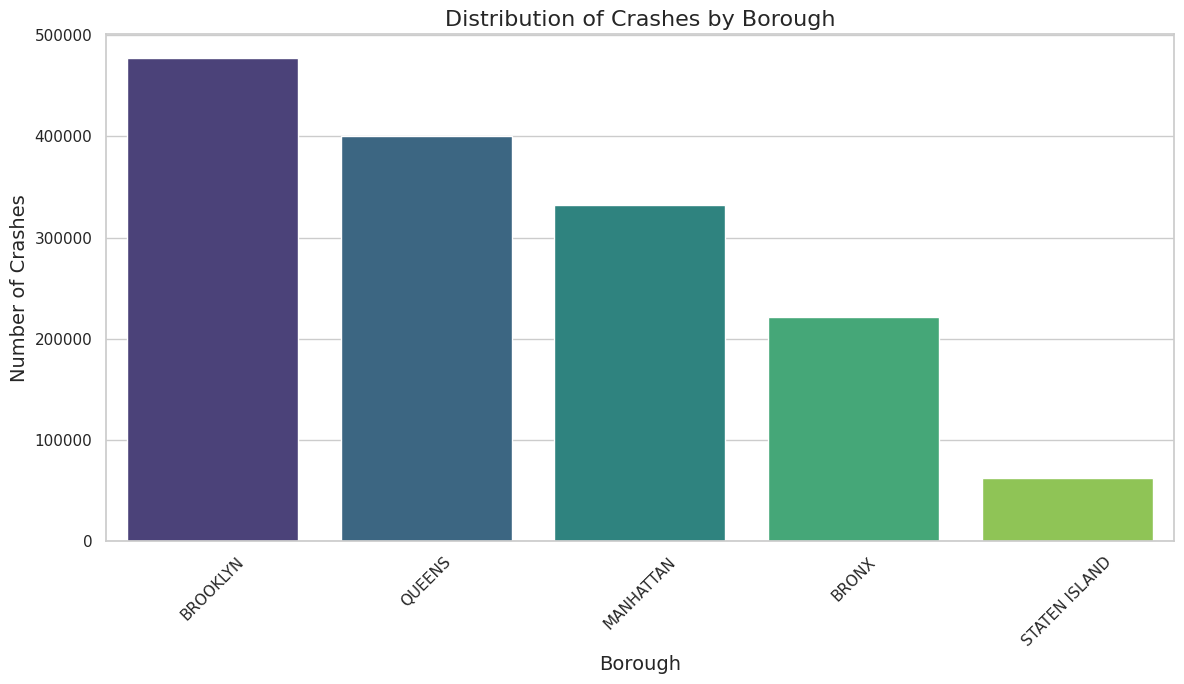 Distribution of Crashes by Borough
500000
400000
300000
200000
100000
0
Number of Crashes
BROOKLYN
QUEENS
MANHATTAN
BRONX
STATEN ISLAND
Borough